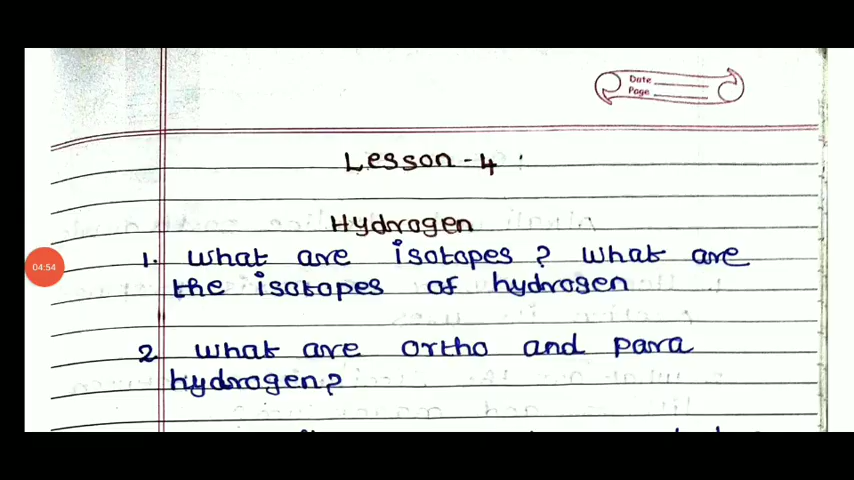 Date
Page
Lesson - 4
Hydrogen
1. What are isotopes ? What are
the isotopes of hydrogen
2 What are ortho and para
hydrogen?
04:54